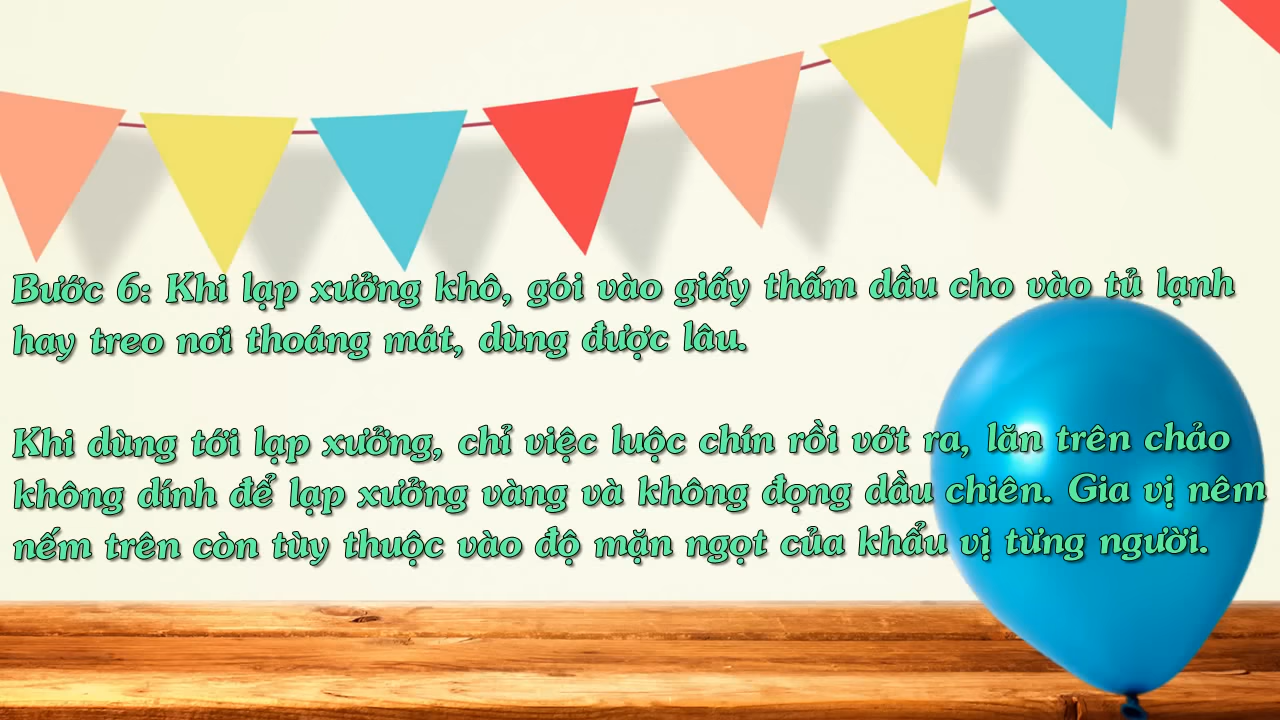 Bước 6: Khi lạp xưởng khô, gói vào giấy thấm dầu cho vào tủ lạnh
hay treo nơi thoáng mát, dùng được lâu.
Khi dùng tới lạp xưởng, chỉ việc luộc chín rồi vớt ra, lăn trên chảo
không dính để lạp xưởng vàng và không đọng dầu chiên. Gia vị nêm
nếm trên còn tùy thuộc vào độ mặn ngọt của khẩu vị từng người.